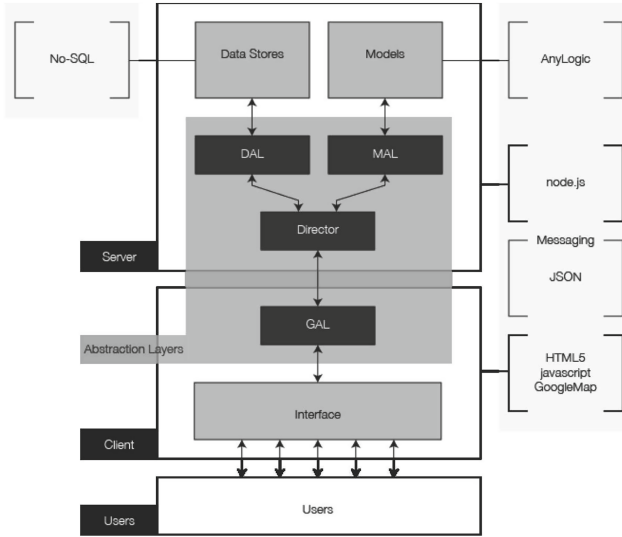 No-SQL
Data Stores
Models
AnyLogic
DAL
MAL
node.js
Director
Messaging
Server
JSON
GAL
Abstraction Layers
HTML5
javascript
GoogleMap
Interface
Client
Users
Users